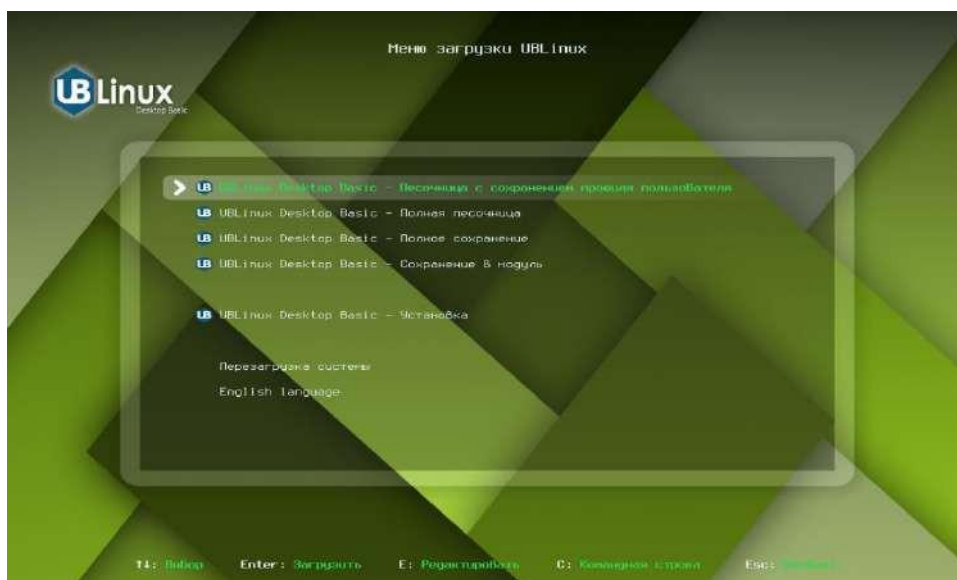 Меню загрузки UBLinux
UB Linux
Desktop Basic
UBLinux Desktop Basic - Песочница с сохранением профиля пользователя
UBLinux Desktop Basic - Полная песочница
UBLinux Desktop Basic - Полное сохранение
UBLinux Desktop Basic - Сохранение в модуль
UBLinux Desktop Basic - Установка
Перезагрузка системы
English language
↑↓: Выбор Enter: Загрузить E: Редактировать C: Командная строка Esc: